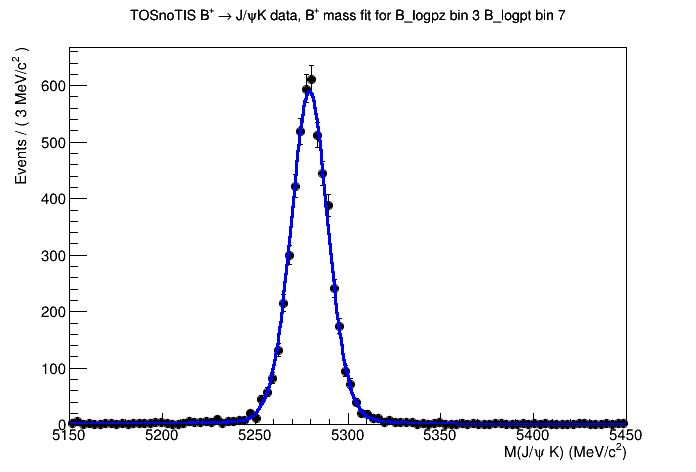 TOSnoTIS B⁺ → J/ψK data, B⁺ mass fit for B_logpz bin 3 B_logpt bin 7
Events / ( 3 MeV/c² )
600
500
400
300
200
100
0
5150 5200 5250 5300 5350 5400 5450
M(J/ψ K) (MeV/c²)